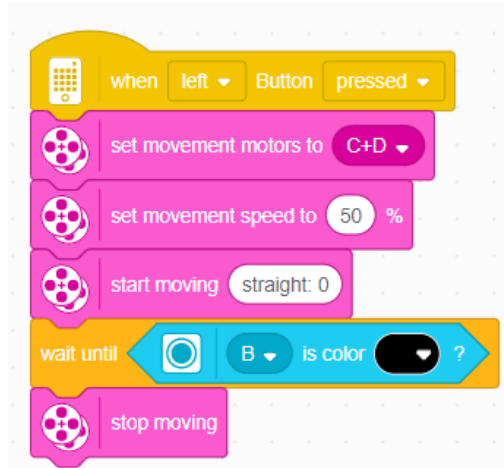 when left Button pressed
set movement motors to C+D
set movement speed to 50 %
start moving straight: 0
wait until B is color ?
stop moving